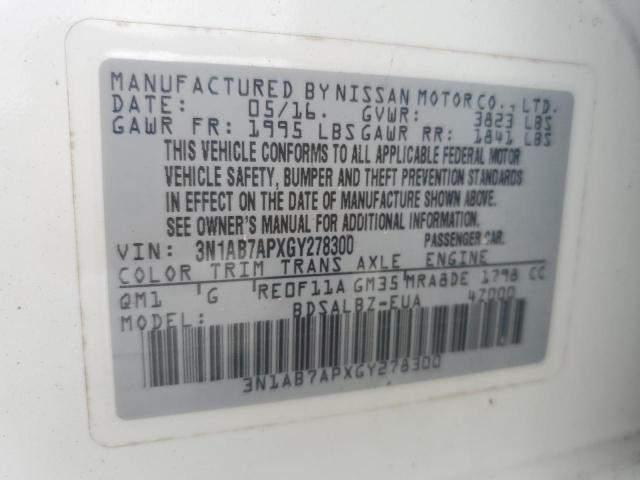 MANUFACTURED BY NISSAN MOTOR CO., LTD.
DATE: 05/16. GVWR: 3823 LBS
GAWR FR: 1995 LBS GAWR RR: 1841 LBS
THIS VEHICLE CONFORMS TO ALL APPLICABLE FEDERAL MOTOR
VEHICLE SAFETY, BUMPER AND THEFT PREVENTION STANDARDS
IN EFFECT ON THE DATE OF MANUFACTURE SHOWN ABOVE.
SEE OWNER'S MANUAL FOR ADDITIONAL INFORMATION.
VIN: 3N1AB7APXGY278300 PASSENGER CAR.
COLOR TRIM TRANS AXLE ENGINE
QM1 G RE0F11A GM35 MRA8DE 1798 CC
MODEL: BDSALBZ-EUA 4Z000
3N1AB7APXGY278300